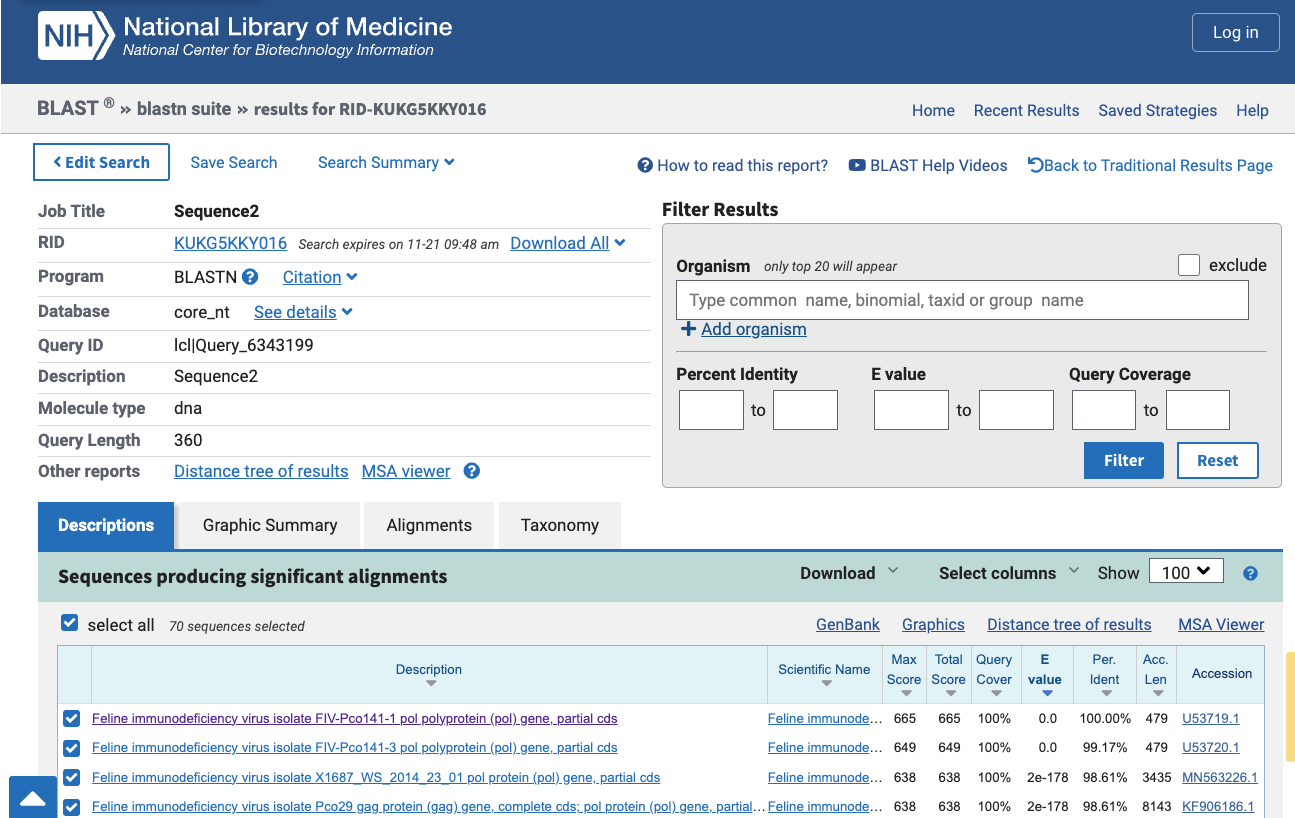 NIH National Library of Medicine
National Center for Biotechnology Information
Log in
BLAST ® » blastn suite » results for RID-KUKG5KKY016
Home Recent Results Saved Strategies Help
Edit Search Save Search Search Summary
How to read this report? BLAST Help Videos Back to Traditional Results Page
Job Title Sequence2
RID KUKG5KKY016 Search expires on 11-21 09:48 am Download All
Program BLASTN Citation
Database core_nt See details
Query ID lcl|Query_6343199
Description Sequence2
Molecule type dna
Query Length 360
Other reports Distance tree of results MSA viewer
Filter Results
Organism only top 20 will appear exclude
Type common name, binomial, taxid or group name
Add organism
Percent Identity E value Query Coverage
to to to
Filter Reset
Descriptions Graphic Summary Alignments Taxonomy
Sequences producing significant alignments Download Select columns Show 100
select all 70 sequences selected GenBank Graphics Distance tree of results MSA Viewer
Description Scientific Name Max Score Total Score Query Cover E value Per. Ident Acc. Len Accession
Feline immunodeficiency virus isolate FIV-Pco141-1 pol polyprotein (pol) gene, partial cds Feline immunode... 665 665 100% 0.0 100.00% 479 U53719.1
Feline immunodeficiency virus isolate FIV-Pco141-3 pol polyprotein (pol) gene, partial cds Feline immunode... 649 649 100% 0.0 99.17% 479 U53720.1
Feline immunodeficiency virus isolate X1687_WS_2014_23_01 pol protein (pol) gene, partial cds Feline immunode... 638 638 100% 2e-178 98.61% 3435 MN563226.1
Feline immunodeficiency virus isolate Pco29 gag protein (gag) gene, complete cds; pol protein (pol) gene, partial... Feline immunode... 638 638 100% 2e-178 98.61% 8143 KF906186.1